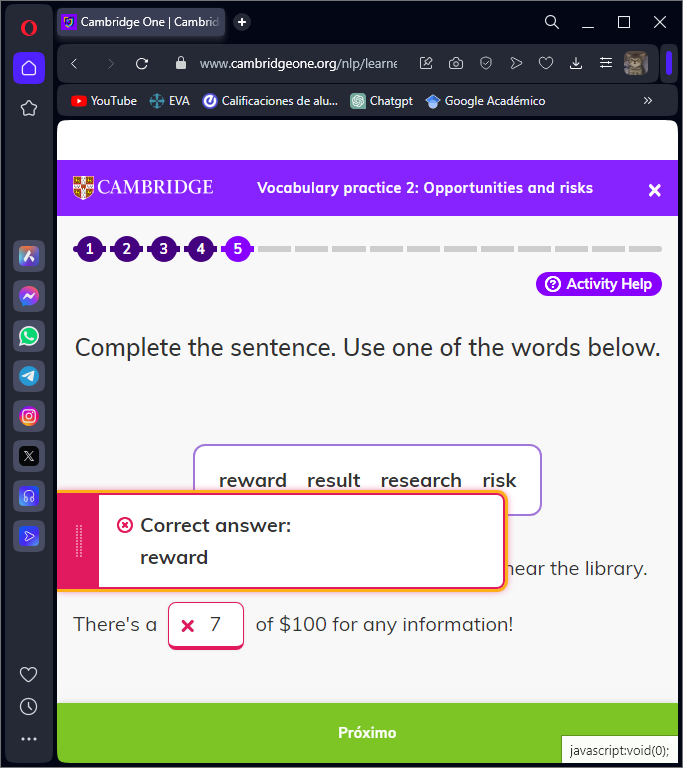 Cambridge One | Cambrid
www.cambridgeone.org/nlp/learne
YouTube EVA Calificaciones de alu... Chatgpt Google Académico »
CAMBRIDGE Vocabulary practice 2: Opportunities and risks
1 2 3 4 5
Activity Help
Complete the sentence. Use one of the words below.
reward result research risk
Correct answer:
reward
near the library.
There's a 7 of $100 for any information!
Próximo
javascript:void(0);